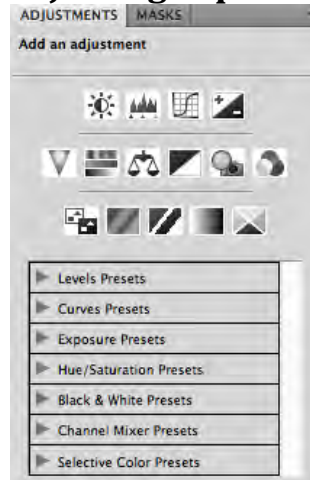 ADJUSTMENTS MASKS
Add an adjustment
Levels Presets
Curves Presets
Exposure Presets
Hue/Saturation Presets
Black & White Presets
Channel Mixer Presets
Selective Color Presets